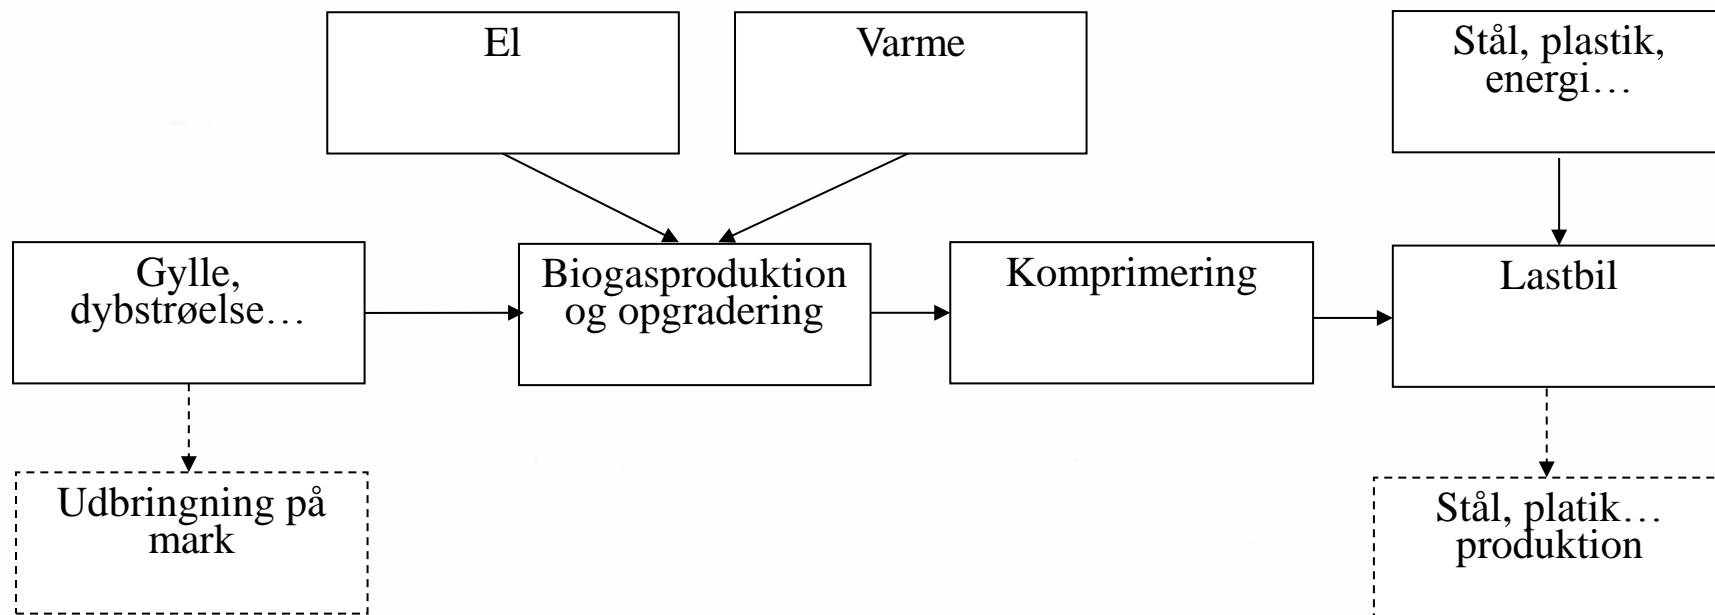 El
Varme
Stål, plastik,
energi…
Gylle,
dybstrøelse…
Biogasproduktion
og opgradering
Komprimering
Lastbil
Udbringning på
mark
Stål, platik…
produktion